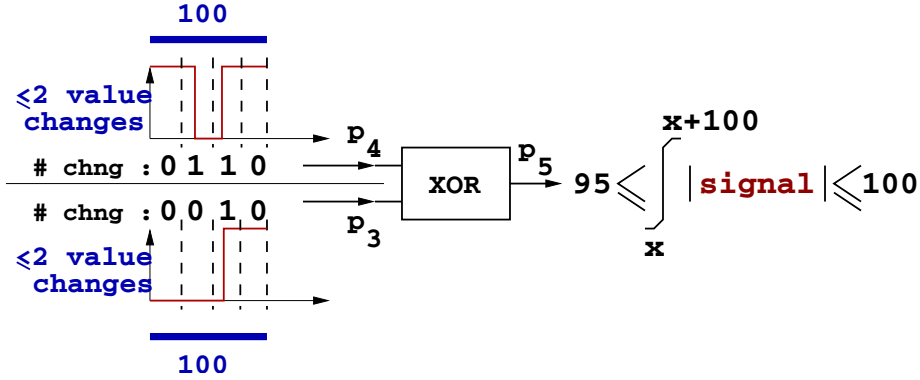 100
⩽2 value
changes
# chng :0 1 1 0
p4
p5
x+100
XOR
95 ⩽ ∫ |signal| ⩽ 100
x
# chng :0 0 1 0
p3
⩽2 value
changes
100